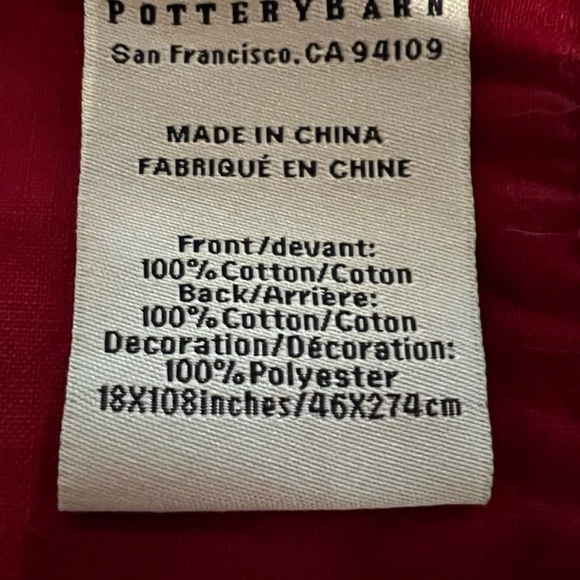 POTTERYBARN
San Francisco, CA 94109
MADE IN CHINA
FABRIQUÉ EN CHINE
Front/devant:
100% Cotton/Coton
Back/Arrière:
100% Cotton/Coton
Decoration/Décoration:
100% Polyester
18X108inches/46X274cm